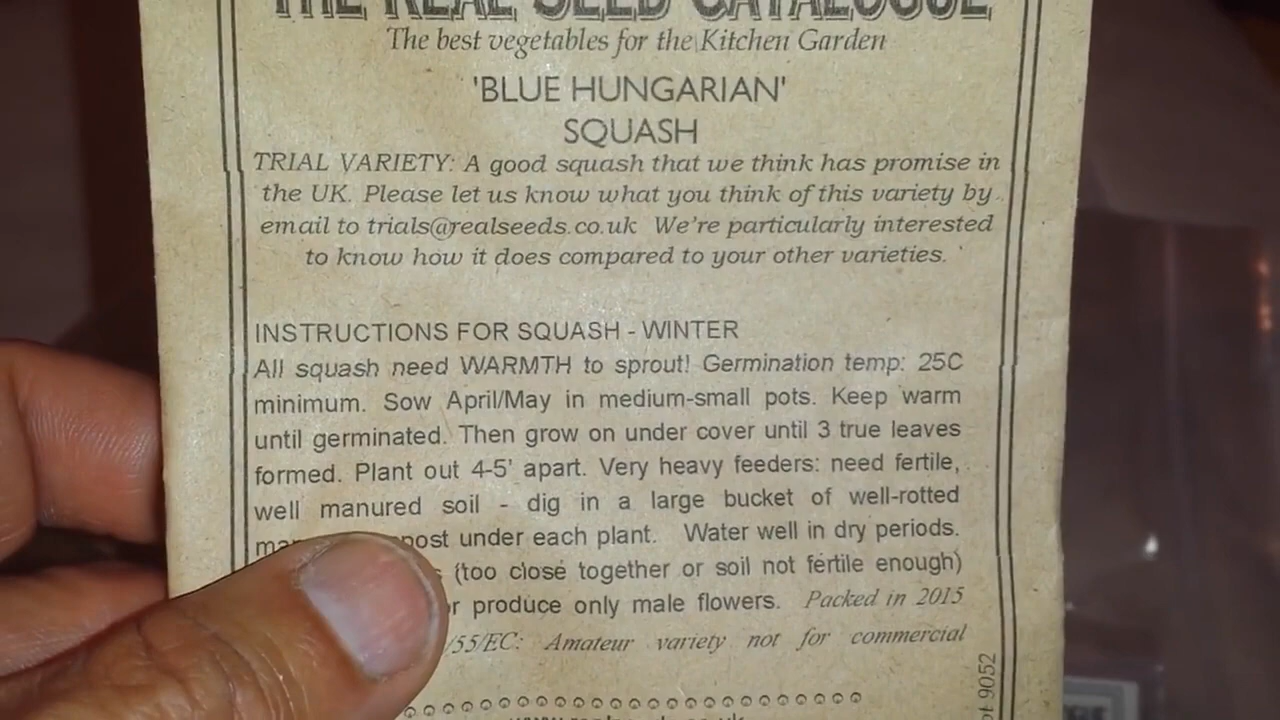 THE REAL SEED CATALOGUE
The best vegetables for the Kitchen Garden
'BLUE HUNGARIAN'
SQUASH
TRIAL VARIETY: A good squash that we think has promise in
the UK. Please let us know what you think of this variety by
email to trials@realseeds.co.uk We're particularly interested
to know how it does compared to your other varieties.
INSTRUCTIONS FOR SQUASH - WINTER
All squash need WARMTH to sprout! Germination temp: 25C
minimum. Sow April/May in medium-small pots. Keep warm
until germinated. Then grow on under cover until 3 true leaves
formed. Plant out 4-5' apart. Very heavy feeders: need fertile,
well manured soil - dig in a large bucket of well-rotted
under each plant. Water well in dry periods.
(too close together or soil not fertile enough)
produce only male flowers. Packed in 2015
/55/EC: Amateur variety not for commercial
9052